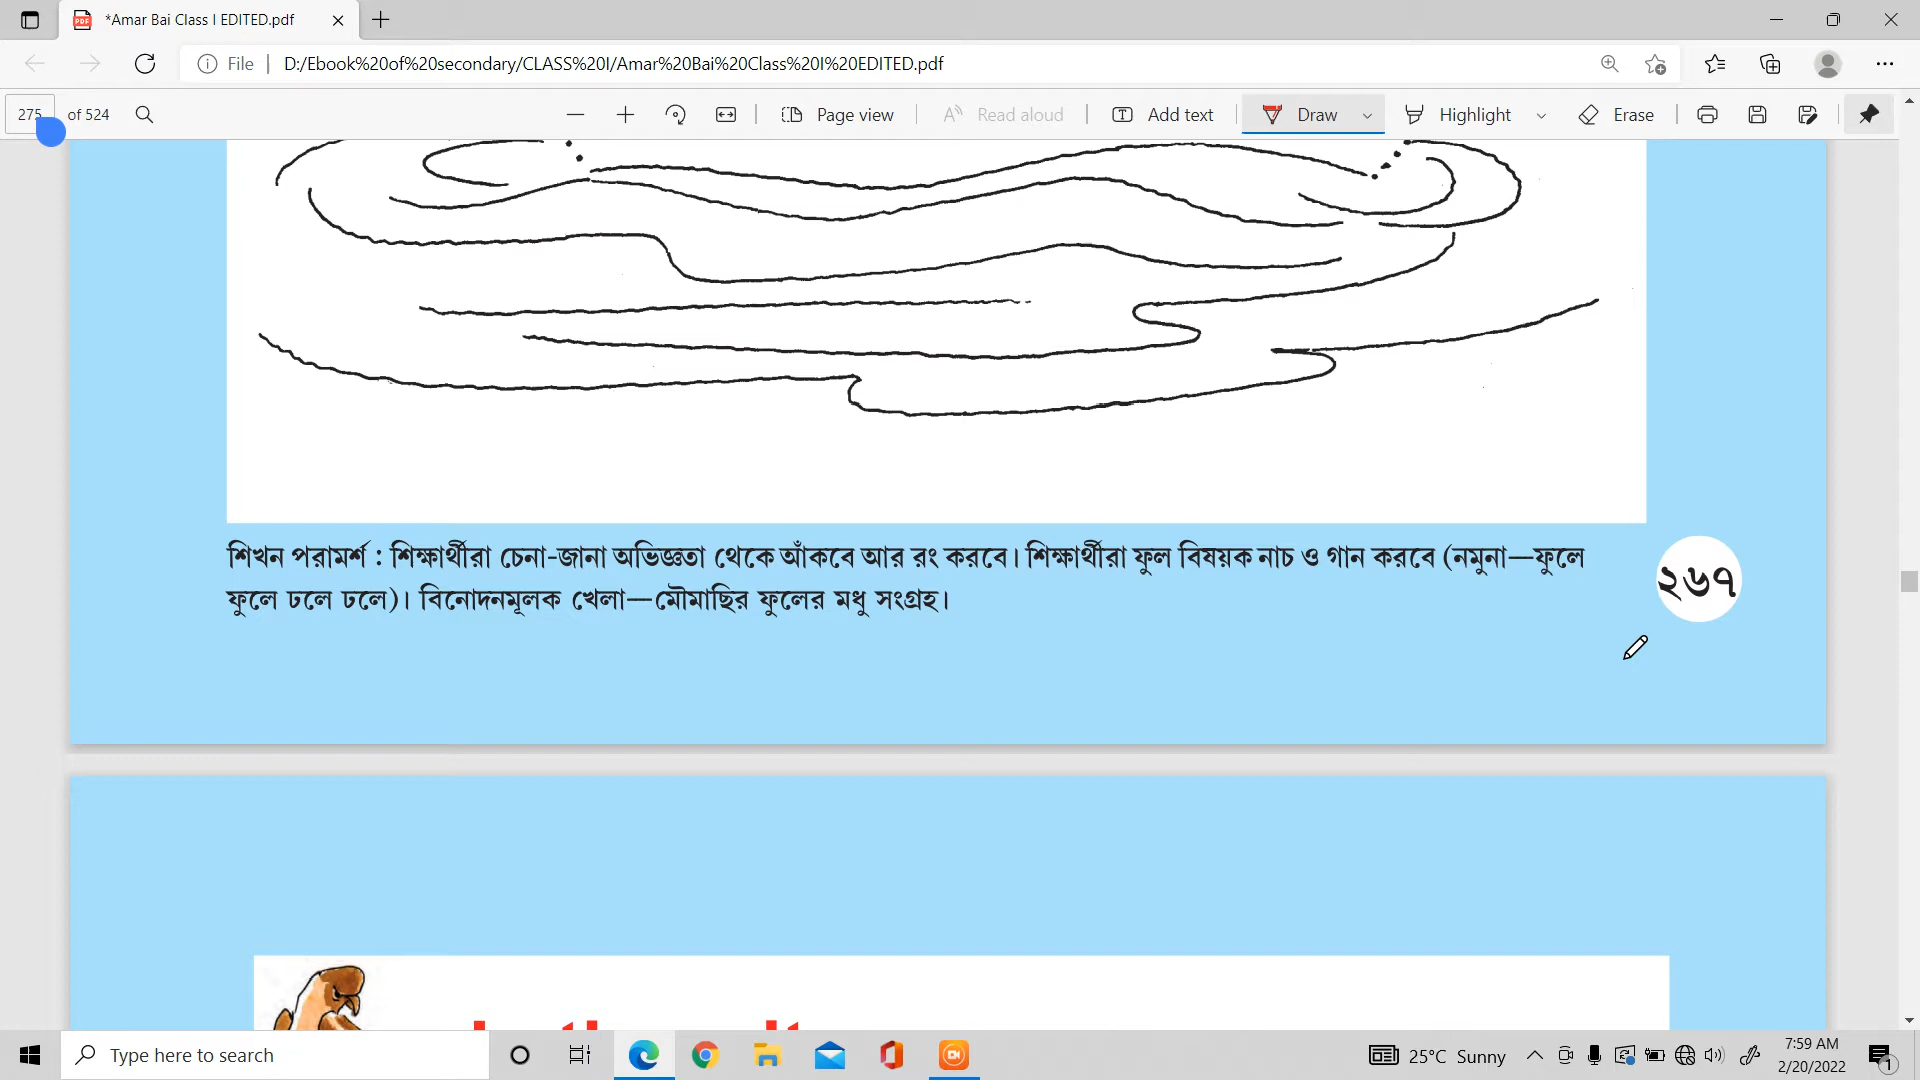 *Amar Bai Class I EDITED.pdf
File
D:/Ebook%20of%20secondary/CLASS%20I/Amar%20Bai%20Class%20I%20EDITED.pdf
275 of 524
Page view
Read aloud
Add text
Draw
Highlight
Erase
শিখন পরামর্শ : শিক্ষার্থীরা চেনা-জানা অভিজ্ঞতা থেকে আঁকবে আর রং করবে। শিক্ষার্থীরা ফুল বিষয়ক নাচ ও গান করবে (নমুনা—ফুলে
ফুলে ঢলে ঢলে)। বিনোদনমূলক খেলা—মৌমাছির ফুলের মধু সংগ্রহ।
২৬৭
Type here to search
25°C Sunny
7:59 AM
2/20/2022
1